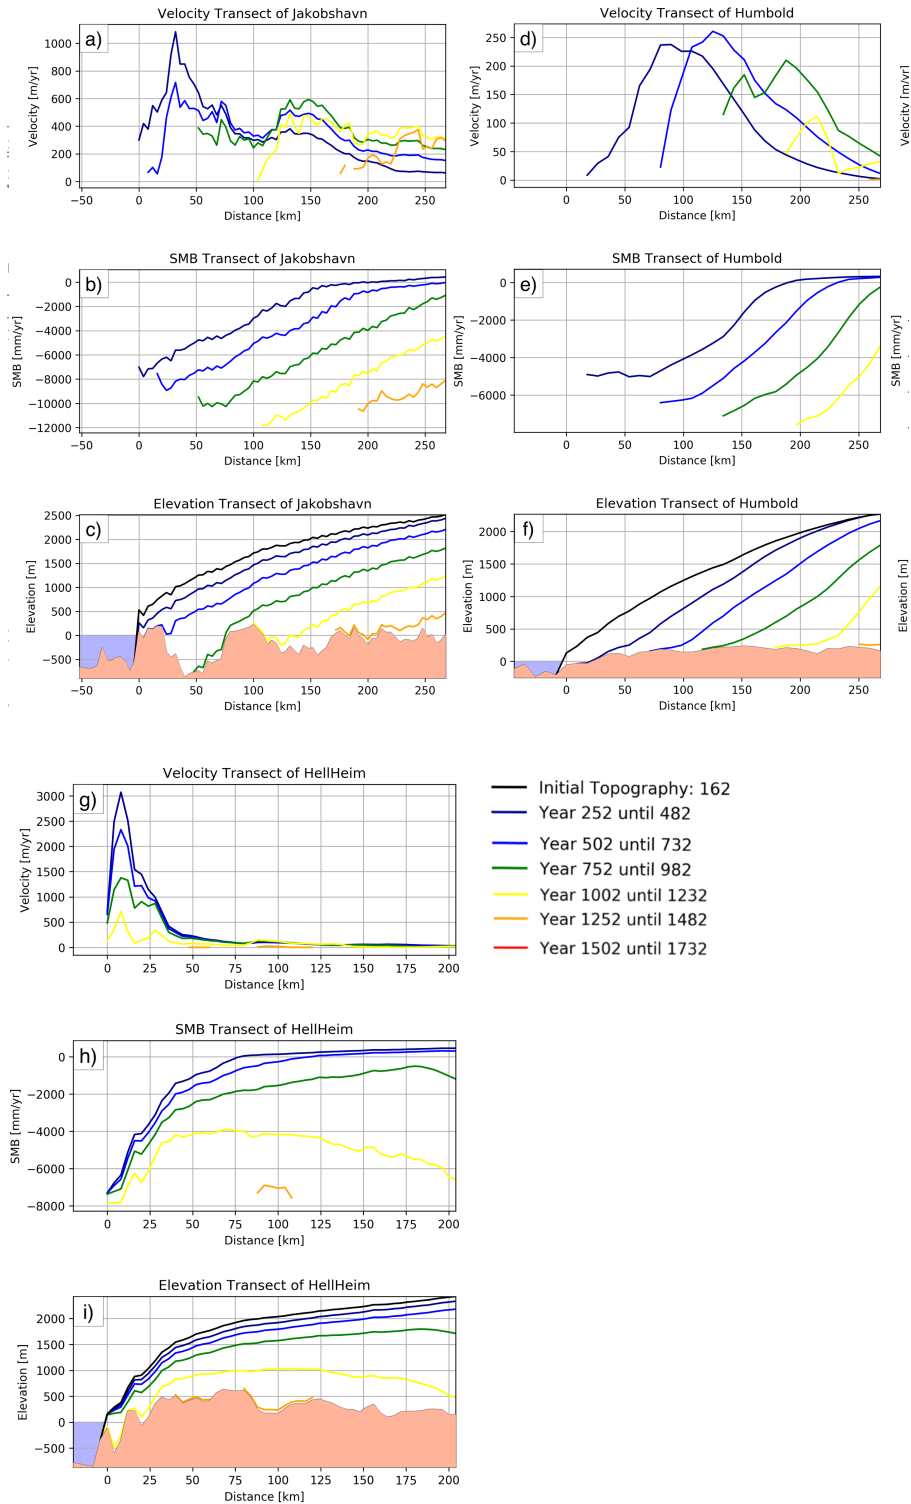 Velocity Transect of Jakobshavn
a)
1000
800
600
400
200
0
Velocity [m/yr]
−50 0 50 100 150 200 250
Distance [km]
Velocity Transect of Humbold
d)
250
200
150
100
50
0
Velocity [m/yr]
0 50 100 150 200 250
Distance [km]
Velocity [m/yr]
SMB Transect of Jakobshavn
b)
0
−2000
−4000
−6000
−8000
−10000
−12000
SMB [mm/yr]
−50 0 50 100 150 200 250
Distance [km]
SMB Transect of Humbold
e)
0
−2000
−4000
−6000
SMB [mm/yr]
0 50 100 150 200 250
Distance [km]
SMB [mm/yr]
Elevation Transect of Jakobshavn
c)
2500
2000
1500
1000
500
0
−500
Elevation [m]
−50 0 50 100 150 200 250
Distance [km]
Elevation Transect of Humbold
f)
2000
1500
1000
500
0
Elevation [m]
0 50 100 150 200 250
Distance [km]
Elevation [m]
Velocity Transect of HellHeim
g)
3000
2500
2000
1500
1000
500
0
Velocity [m/yr]
0 25 50 75 100 125 150 175 200
Distance [km]
Initial Topography: 162
Year 252 until 482
Year 502 until 732
Year 752 until 982
Year 1002 until 1232
Year 1252 until 1482
Year 1502 until 1732
SMB Transect of HellHeim
h)
0
−2000
−4000
−6000
−8000
SMB [mm/yr]
0 25 50 75 100 125 150 175 200
Distance [km]
Elevation Transect of HellHeim
i)
2000
1500
1000
500
0
−500
Elevation [m]
0 25 50 75 100 125 150 175 200
Distance [km]